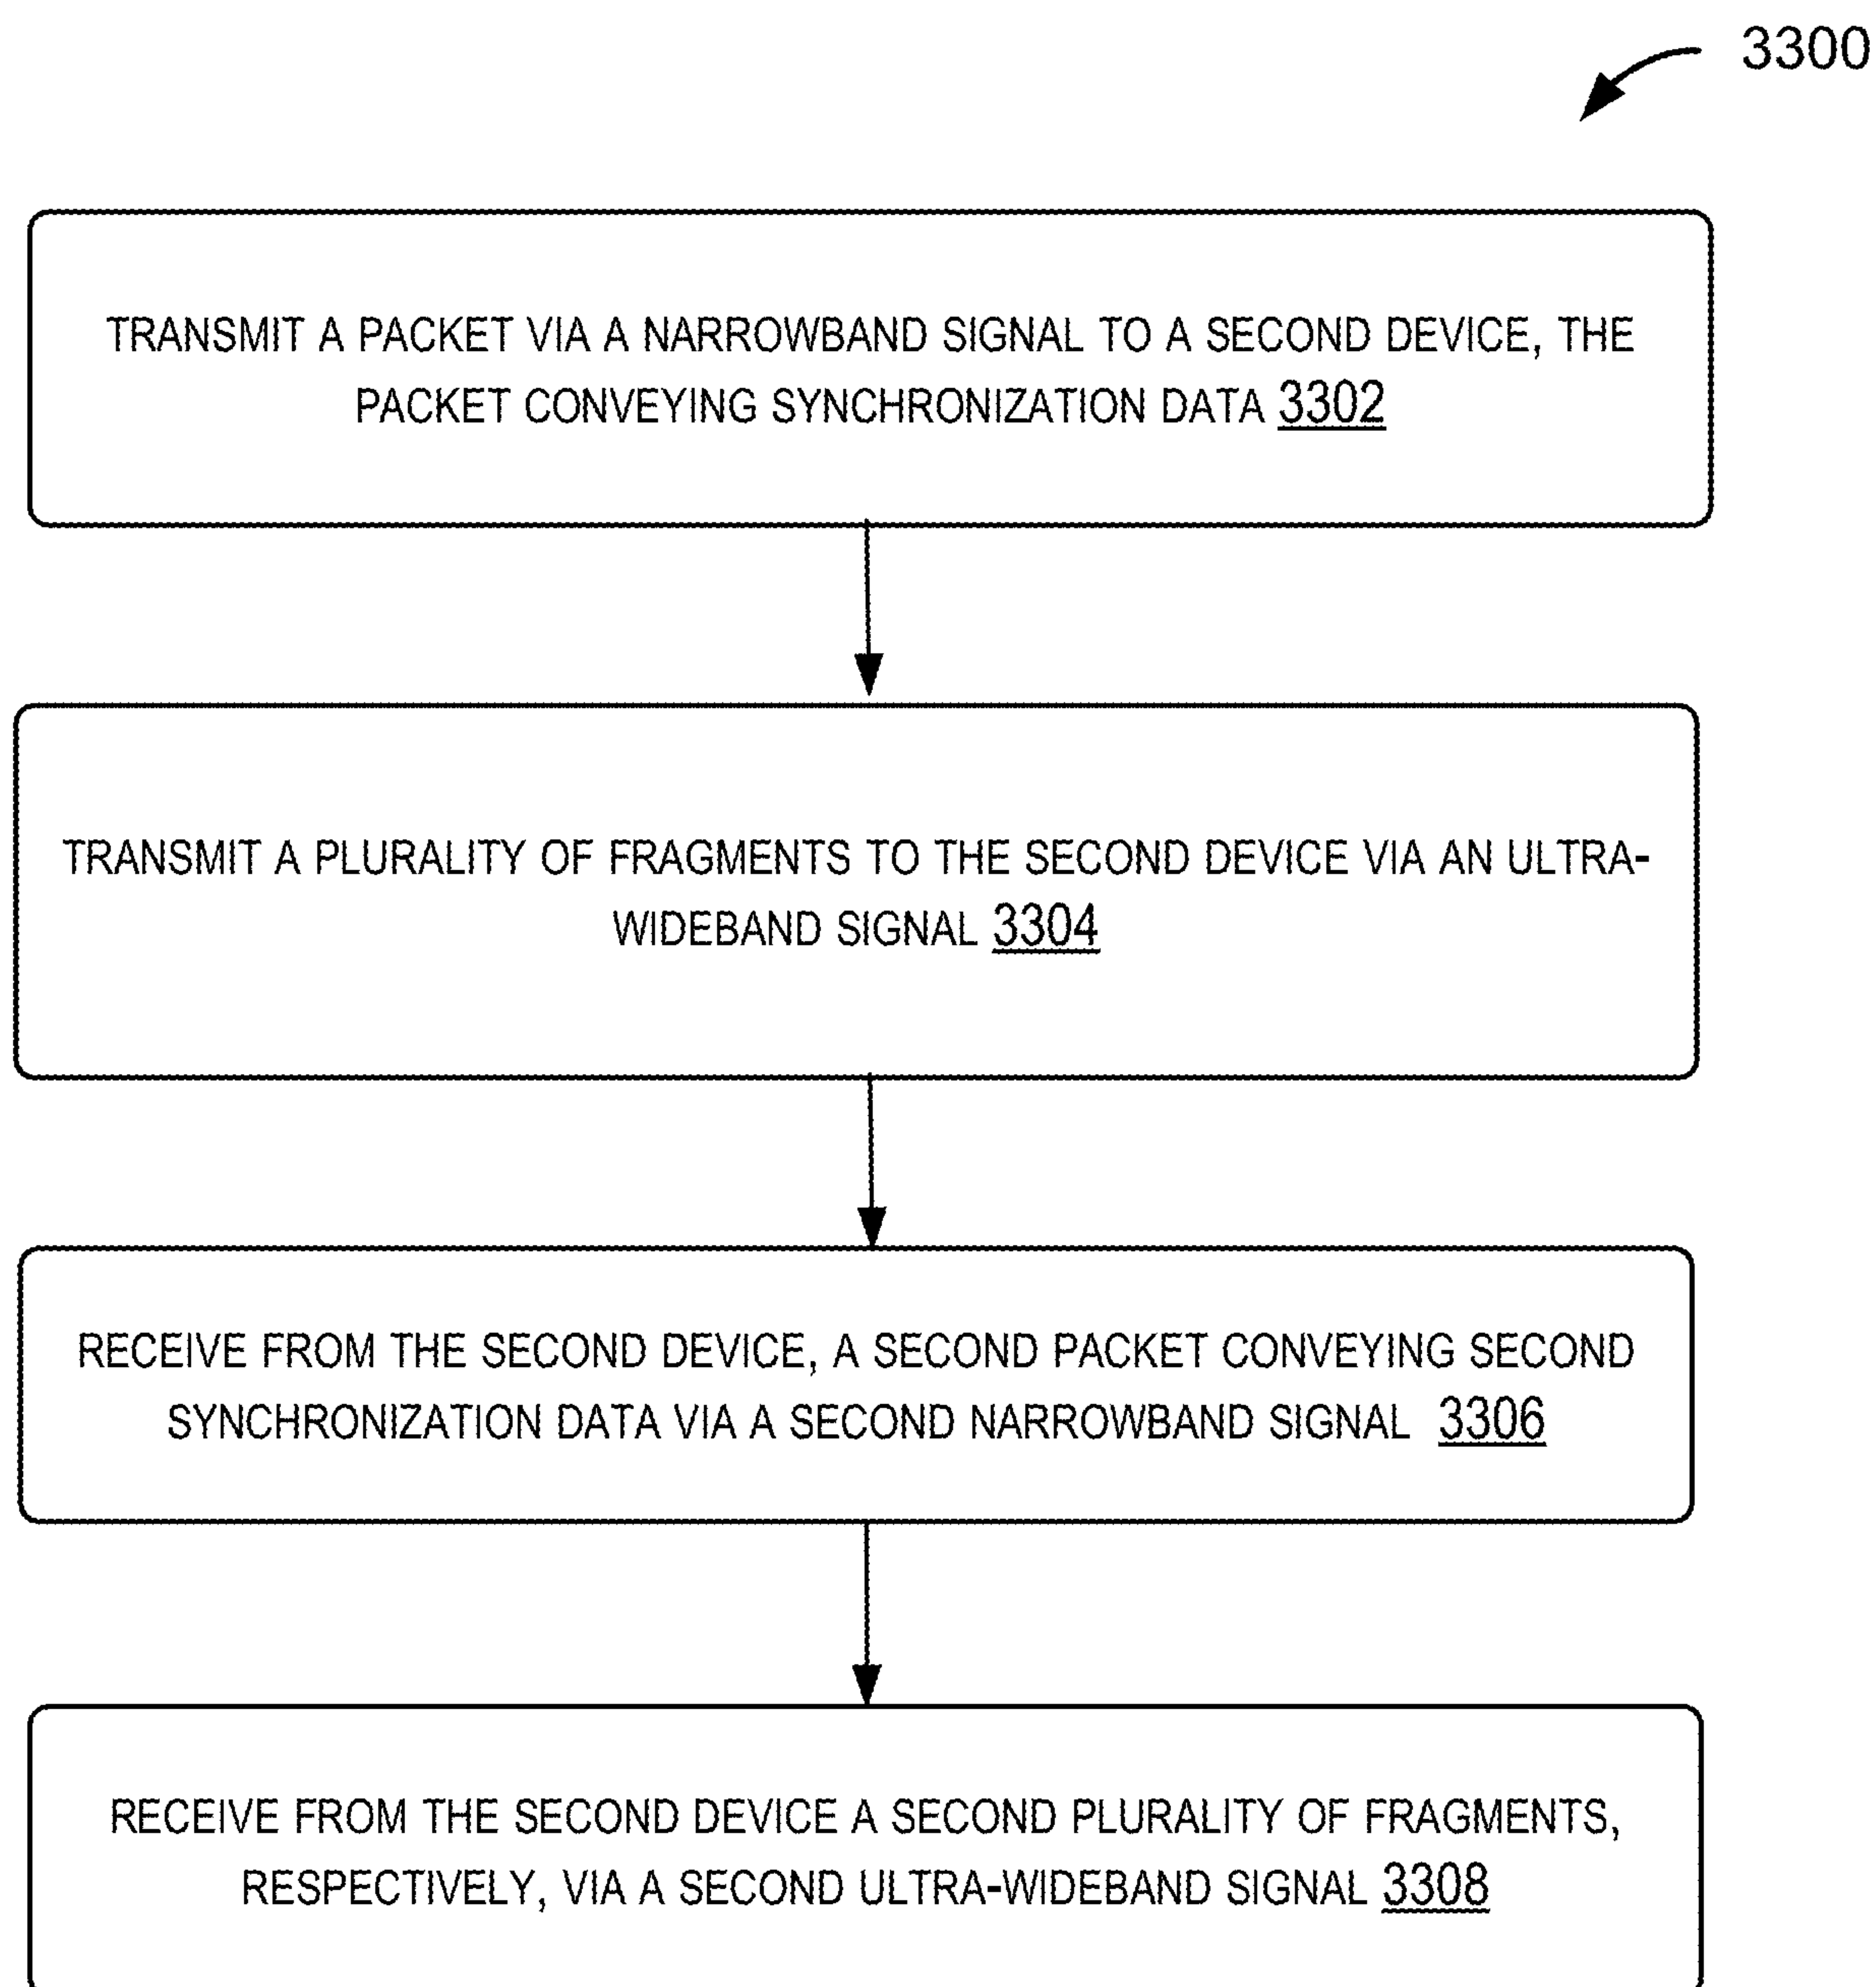 3300
TRANSMIT A PACKET VIA A NARROWBAND SIGNAL TO A SECOND DEVICE, THE
PACKET CONVEYING SYNCHRONIZATION DATA 3302
TRANSMIT A PLURALITY OF FRAGMENTS TO THE SECOND DEVICE VIA AN ULTRA-
WIDEBAND SIGNAL 3304
RECEIVE FROM THE SECOND DEVICE, A SECOND PACKET CONVEYING SECOND
SYNCHRONIZATION DATA VIA A SECOND NARROWBAND SIGNAL 3306
RECEIVE FROM THE SECOND DEVICE A SECOND PLURALITY OF FRAGMENTS,
RESPECTIVELY, VIA A SECOND ULTRA-WIDEBAND SIGNAL 3308